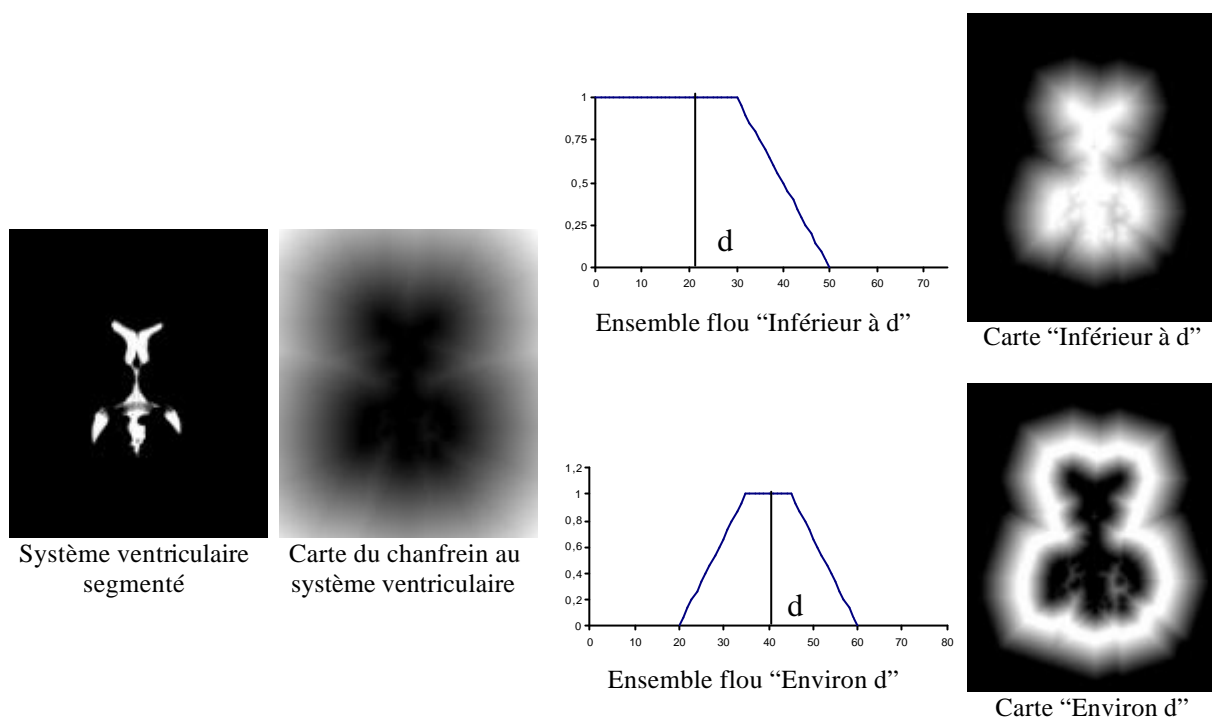 1
0,75
0,5
0,25
0
d
0 10 20 30 40 50 60 70
Ensemble flou “Inférieur à d”
Carte “Inférieur à d”
Système ventriculaire
segmenté
Carte du chanfrein au
système ventriculaire
1,2
1
0,8
0,6
0,4
0,2
0
d
0 10 20 30 40 50 60 70 80
Ensemble flou “Environ d”
Carte “Environ d”